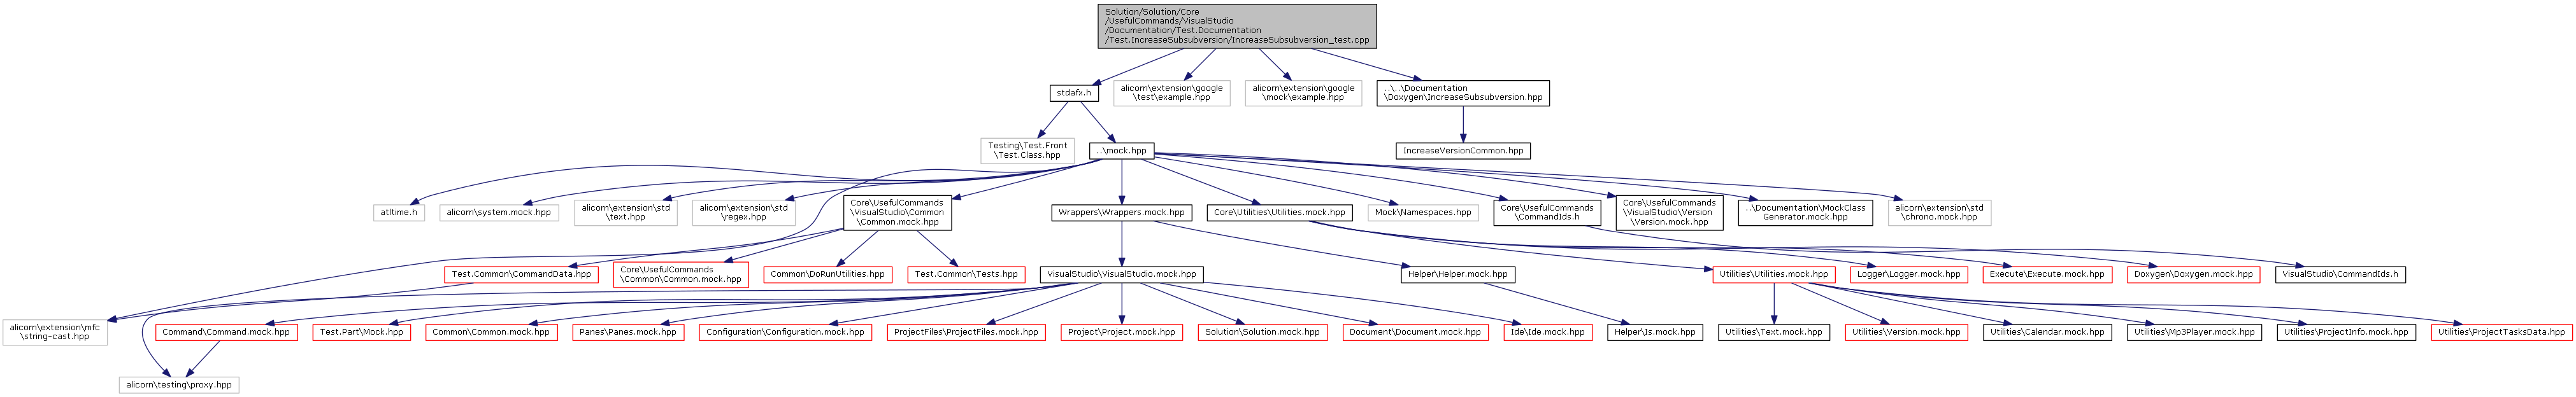 Solution/Solution/Core
/UsefulCommands/VisualStudio
/Documentation/Test.Documentation
/Test.IncreaseSubsubversion/IncreaseSubsubversion_test.cpp
stdafx.h
alicorn\extension\google
\test\example.hpp
alicorn\extension\google
\mock\example.hpp
..\..\Documentation
\Doxygen\IncreaseSubsubversion.hpp
Testing\Test.Front
\Test.Class.hpp
..\mock.hpp
IncreaseVersionCommon.hpp
atltime.h
alicorn\system.mock.hpp
alicorn\extension\std
\text.hpp
alicorn\extension\std
\regex.hpp
Core\UsefulCommands
\VisualStudio\Common
\Common.mock.hpp
Wrappers\Wrappers.mock.hpp
Core\Utilities\Utilities.mock.hpp
Mock\Namespaces.hpp
Core\UsefulCommands
\CommandIds.h
Core\UsefulCommands
\VisualStudio\Version
\Version.mock.hpp
..\Documentation\MockClass
Generator.mock.hpp
alicorn\extension\std
\chrono.mock.hpp
Test.Common\CommandData.hpp
Core\UsefulCommands
\Common\Common.mock.hpp
Common\DoRunUtilities.hpp
Test.Common\Tests.hpp
VisualStudio\VisualStudio.mock.hpp
Helper\Helper.mock.hpp
Utilities\Utilities.mock.hpp
Logger\Logger.mock.hpp
Execute\Execute.mock.hpp
Doxygen\Doxygen.mock.hpp
VisualStudio\CommandIds.h
alicorn\extension\mfc
\string-cast.hpp
Command\Command.mock.hpp
Test.Part\Mock.hpp
Common\Common.mock.hpp
Panes\Panes.mock.hpp
Configuration\Configuration.mock.hpp
ProjectFiles\ProjectFiles.mock.hpp
Project\Project.mock.hpp
Solution\Solution.mock.hpp
Document\Document.mock.hpp
Ide\Ide.mock.hpp
Helper\Is.mock.hpp
Utilities\Text.mock.hpp
Utilities\Version.mock.hpp
Utilities\Calendar.mock.hpp
Utilities\Mp3Player.mock.hpp
Utilities\ProjectInfo.mock.hpp
Utilities\ProjectTasksData.hpp
alicorn\testing\proxy.hpp